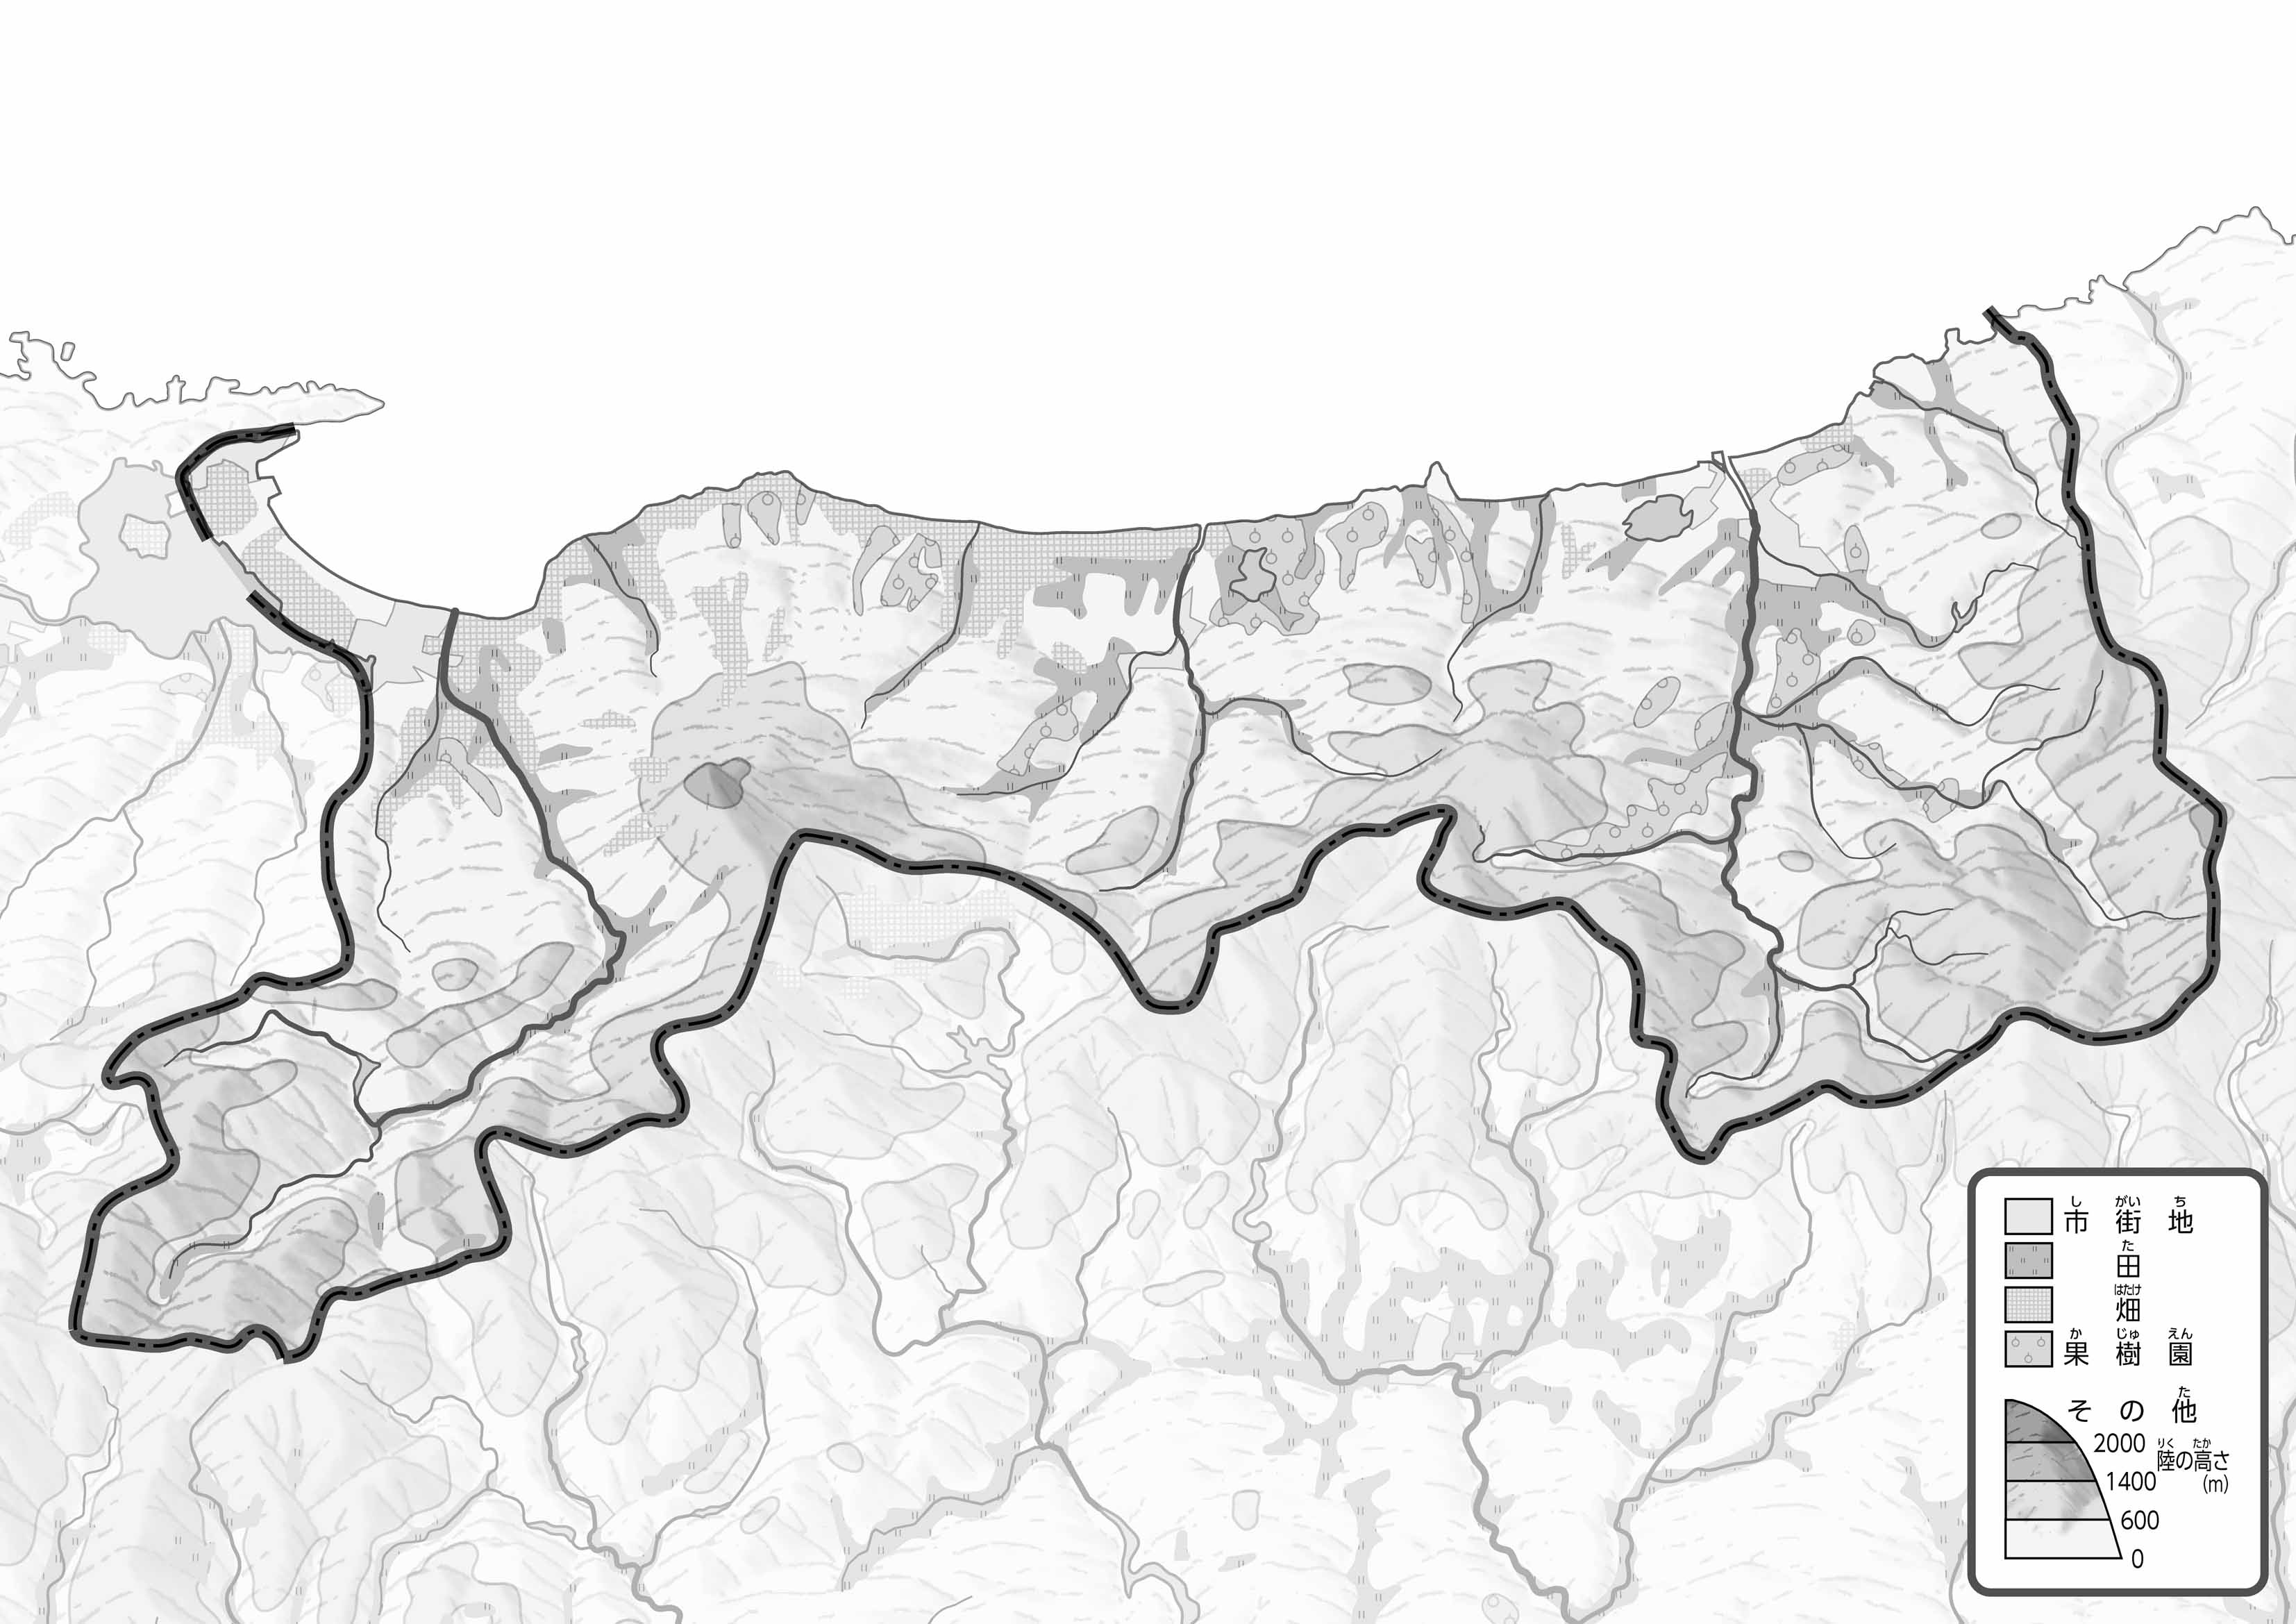 し がい ち
市 街 地
た
田
はたけ
畑
か じゅ えん
果 樹 園
た
そ の 他
2000
りく たか
陸の高さ
1400
(m)
600
0